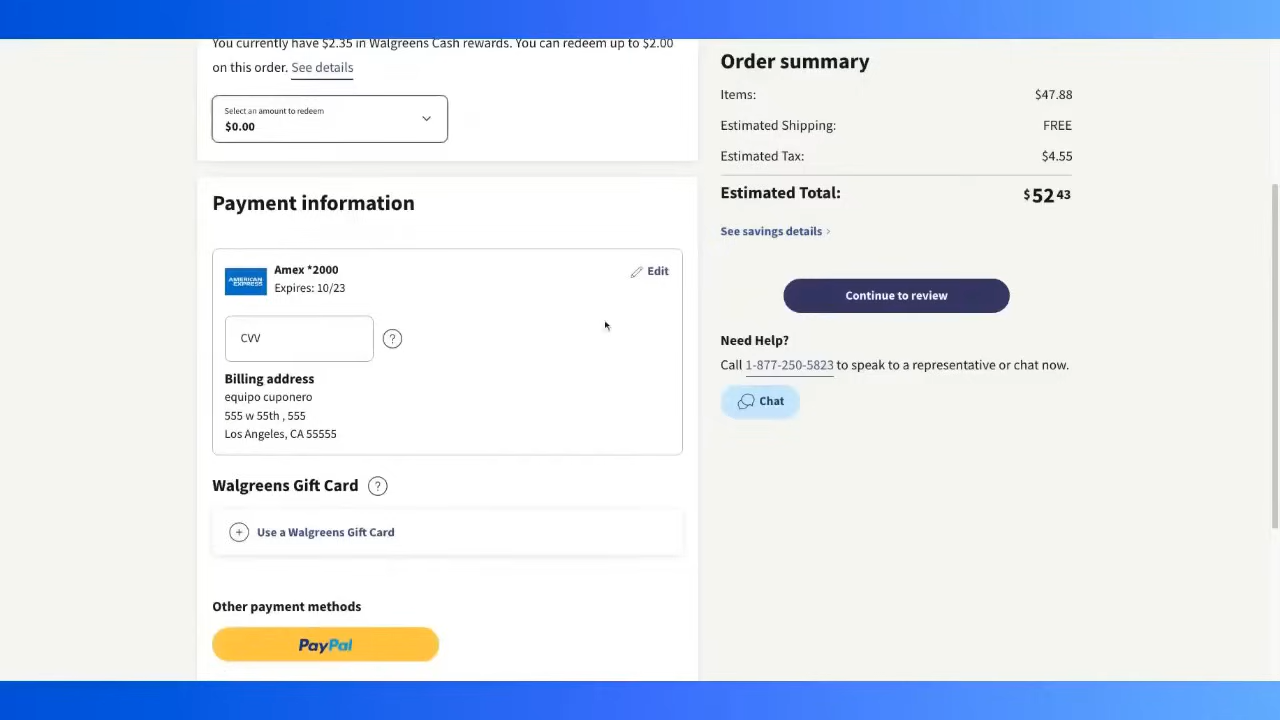 You currently have $2.35 in Walgreens Cash rewards. You can redeem up to $2.00
on this order. See details
Select an amount to redeem
$0.00
Payment information
AMERICAN
EXPRESS
Amex *2000
Expires: 10/23
Edit
CVV
?
Billing address
equipo cuponero
555 w 55th , 555
Los Angeles, CA 55555
Walgreens Gift Card ?
Use a Walgreens Gift Card
Other payment methods
PayPal
Order summary
Items: $47.88
Estimated Shipping: FREE
Estimated Tax: $4.55
Estimated Total: $52 43
See savings details ›
Continue to review
Need Help?
Call 1-877-250-5823 to speak to a representative or chat now.
Chat